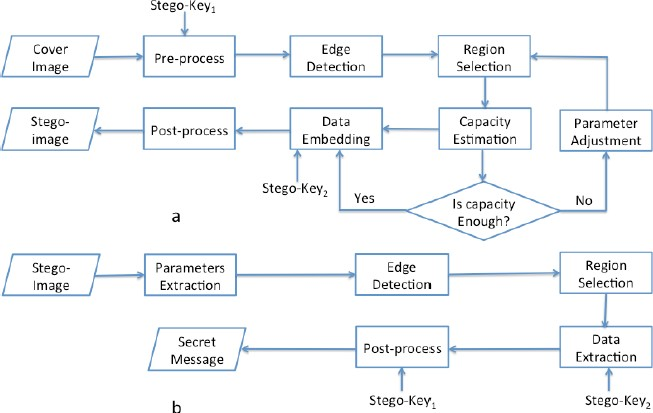 Stego-Key1
Cover
Image
Pre-process
Edge
Detection
Region
Selection
Stego-
image
Post-process
Data
Embedding
Capacity
Estimation
Parameter
Adjustment
Stego-Key2
Yes
Is capacity
Enough?
No
a
Stego-
Image
Parameters
Extraction
Edge
Detection
Region
Selection
Secret
Message
Post-process
Data
Extraction
Stego-Key1
Stego-Key2
b